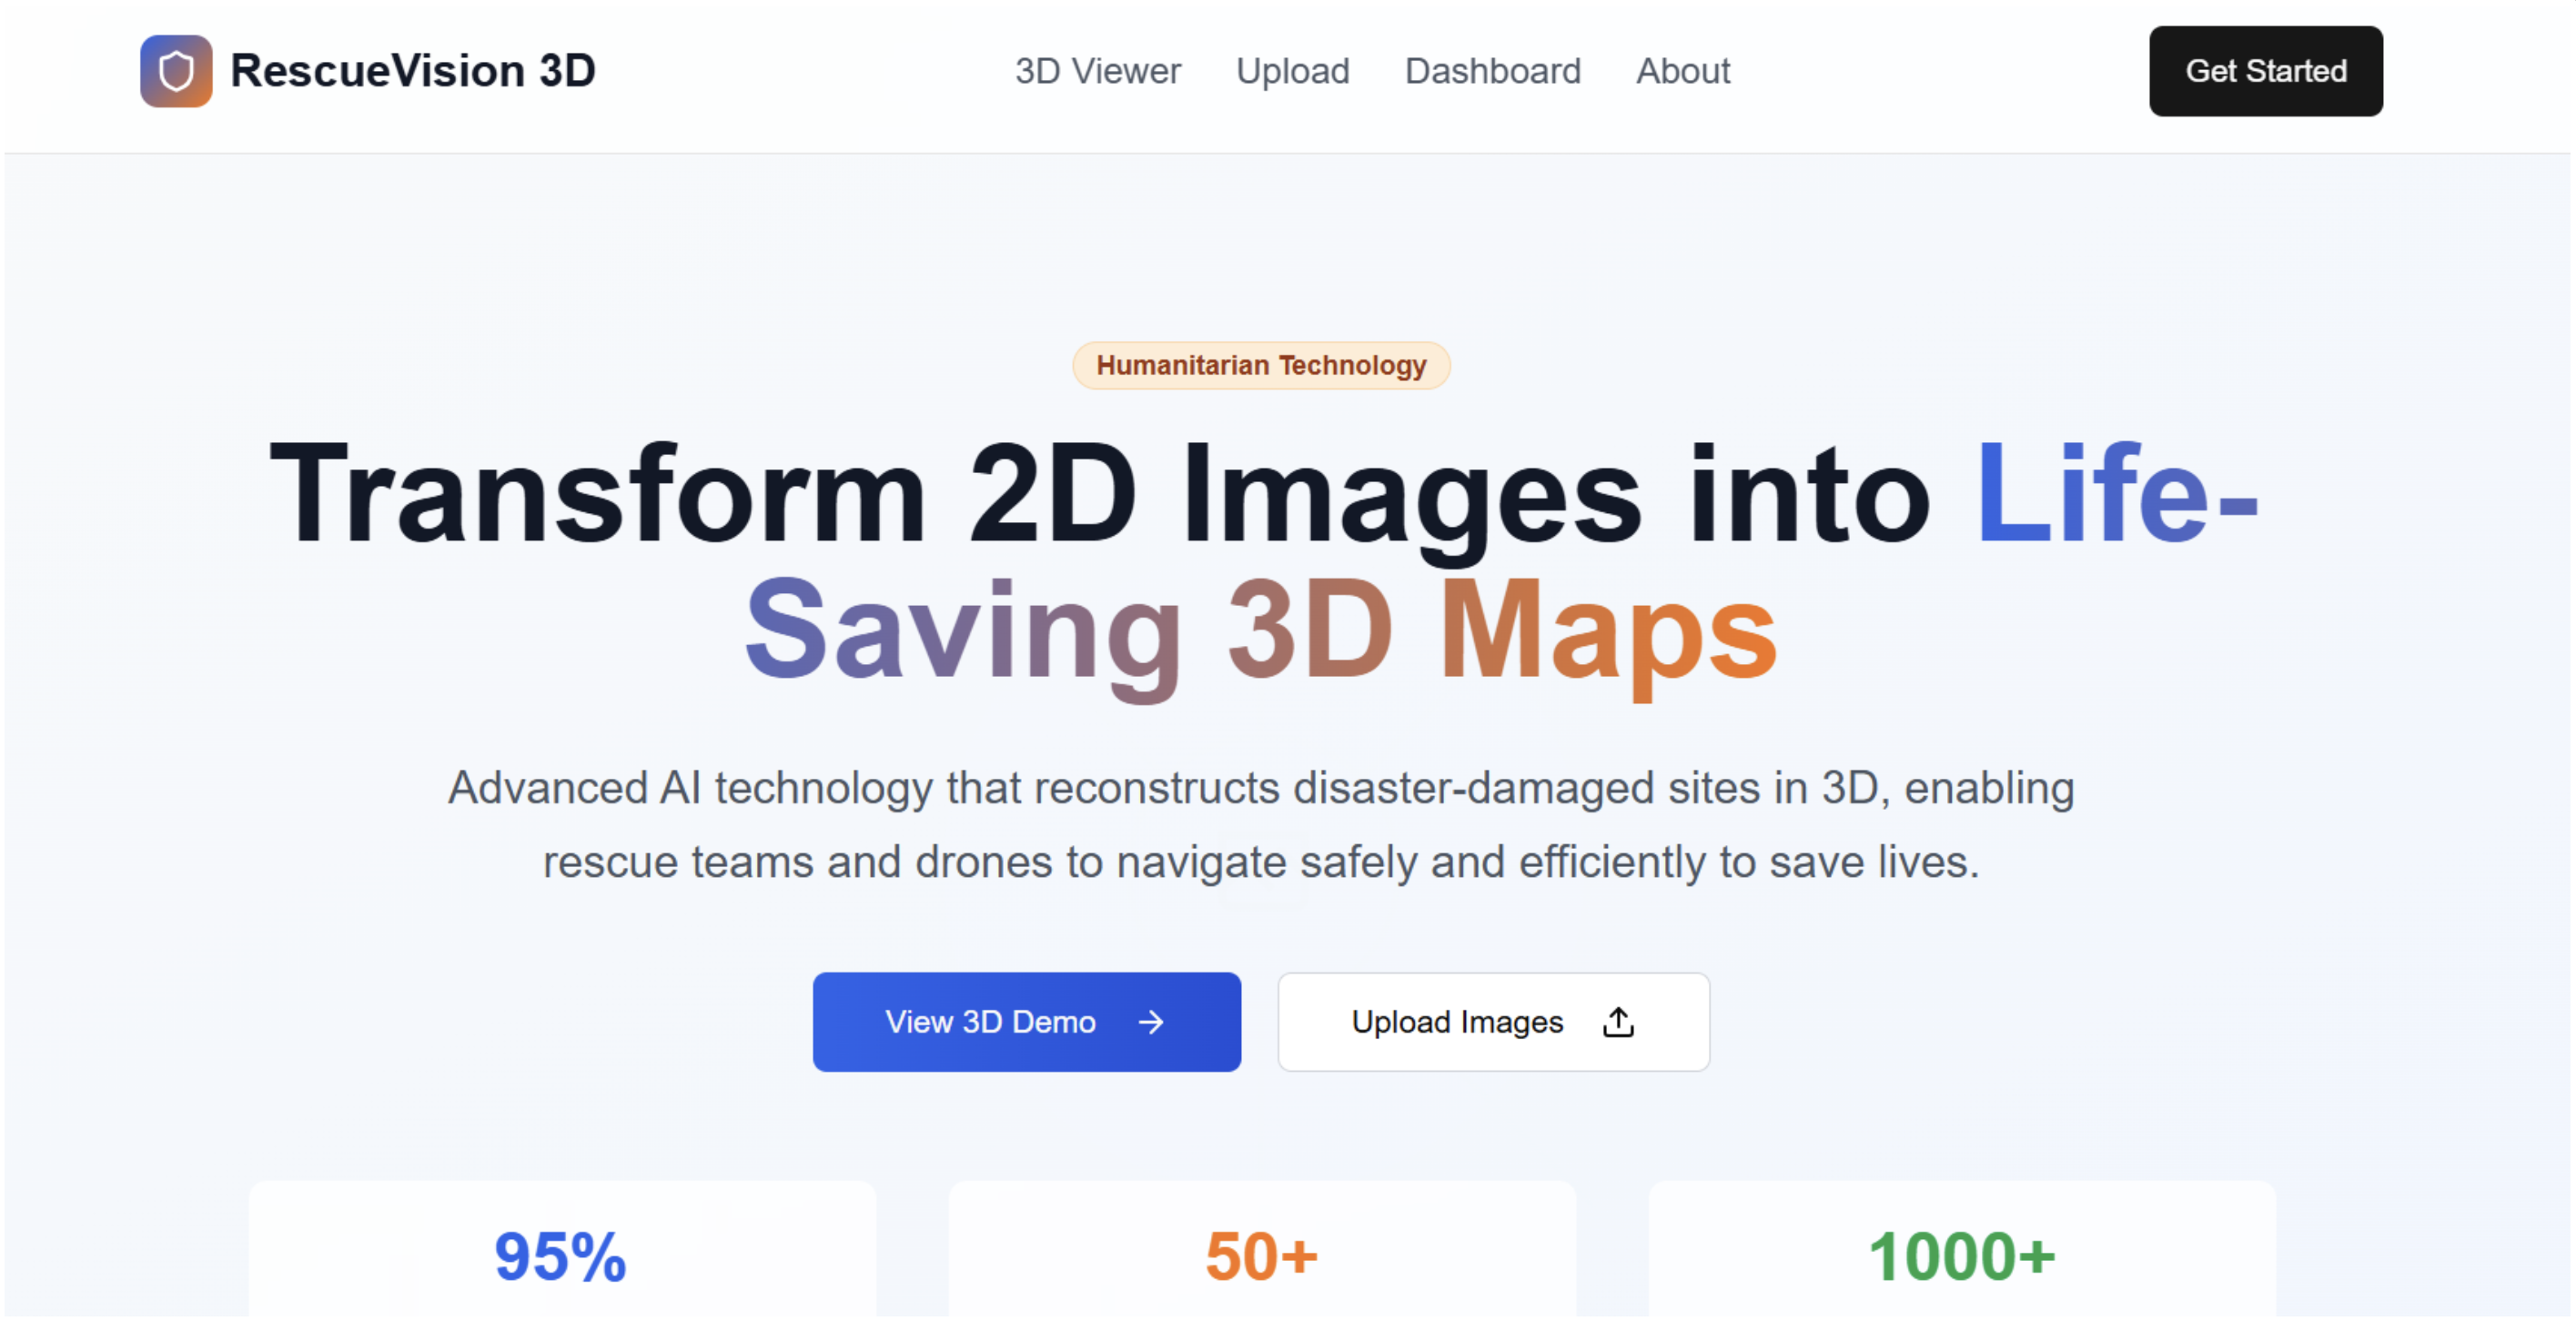 RescueVision 3D
3D Viewer
Upload
Dashboard
About
Get Started
Humanitarian Technology
Transform 2D Images into Life-
Saving 3D Maps
Advanced AI technology that reconstructs disaster-damaged sites in 3D, enabling
rescue teams and drones to navigate safely and efficiently to save lives.
View 3D Demo
Upload Images
95%
50+
1000+